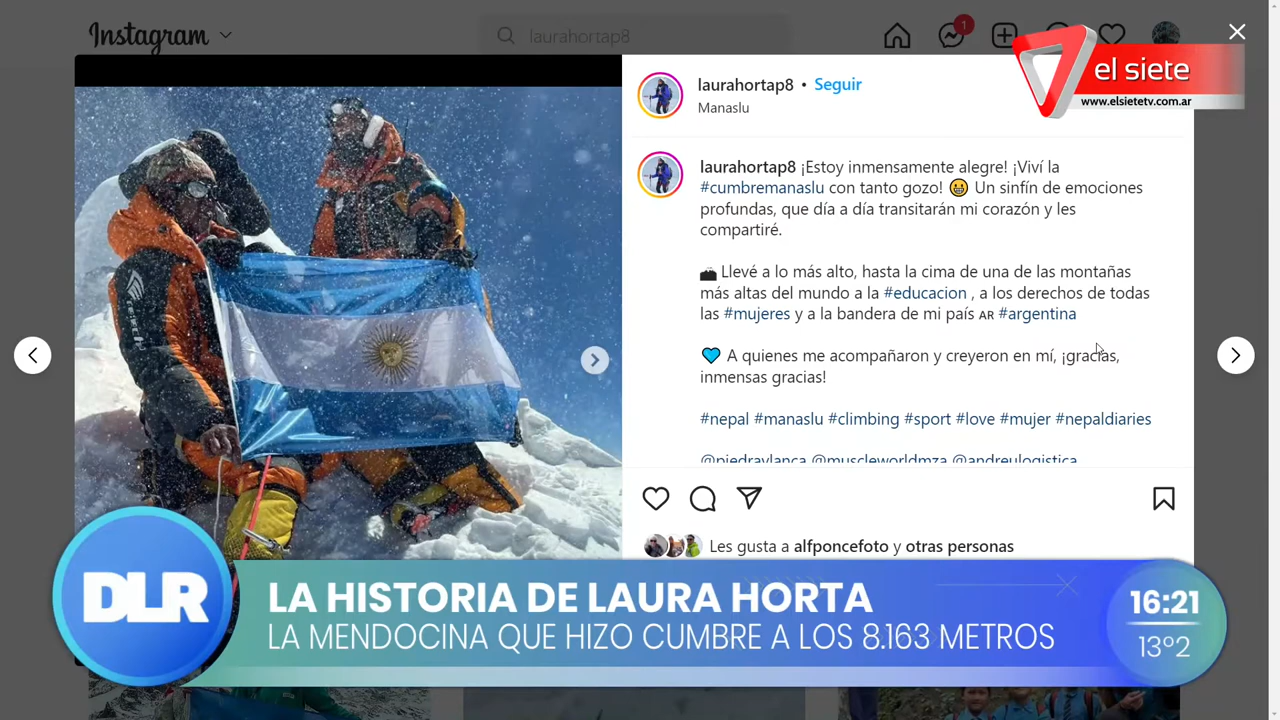 Instagram
laurahortap8
1
el siete
www.elsietetv.com.ar
laurahortap8 • Seguir
Manaslu
laurahortap8 ¡Estoy inmensamente alegre! ¡Viví la
#cumbremanaslu con tanto gozo! 😀 Un sinfín de emociones
profundas, que día a día transitarán mi corazón y les
compartiré.
🏔 Llevé a lo más alto, hasta la cima de una de las montañas
más altas del mundo a la #educacion , a los derechos de todas
las #mujeres y a la bandera de mi país AR #argentina
💙 A quienes me acompañaron y creyeron en mí, ¡gracias,
inmensas gracias!
#nepal #manaslu #climbing #sport #love #mujer #nepaldiaries
@piedraylanca @muscleworldmza @andreulogistica
Les gusta a alfponcefoto y otras personas
DLR
LA HISTORIA DE LAURA HORTA
LA MENDOCINA QUE HIZO CUMBRE A LOS 8.163 METROS
16:21
13°2